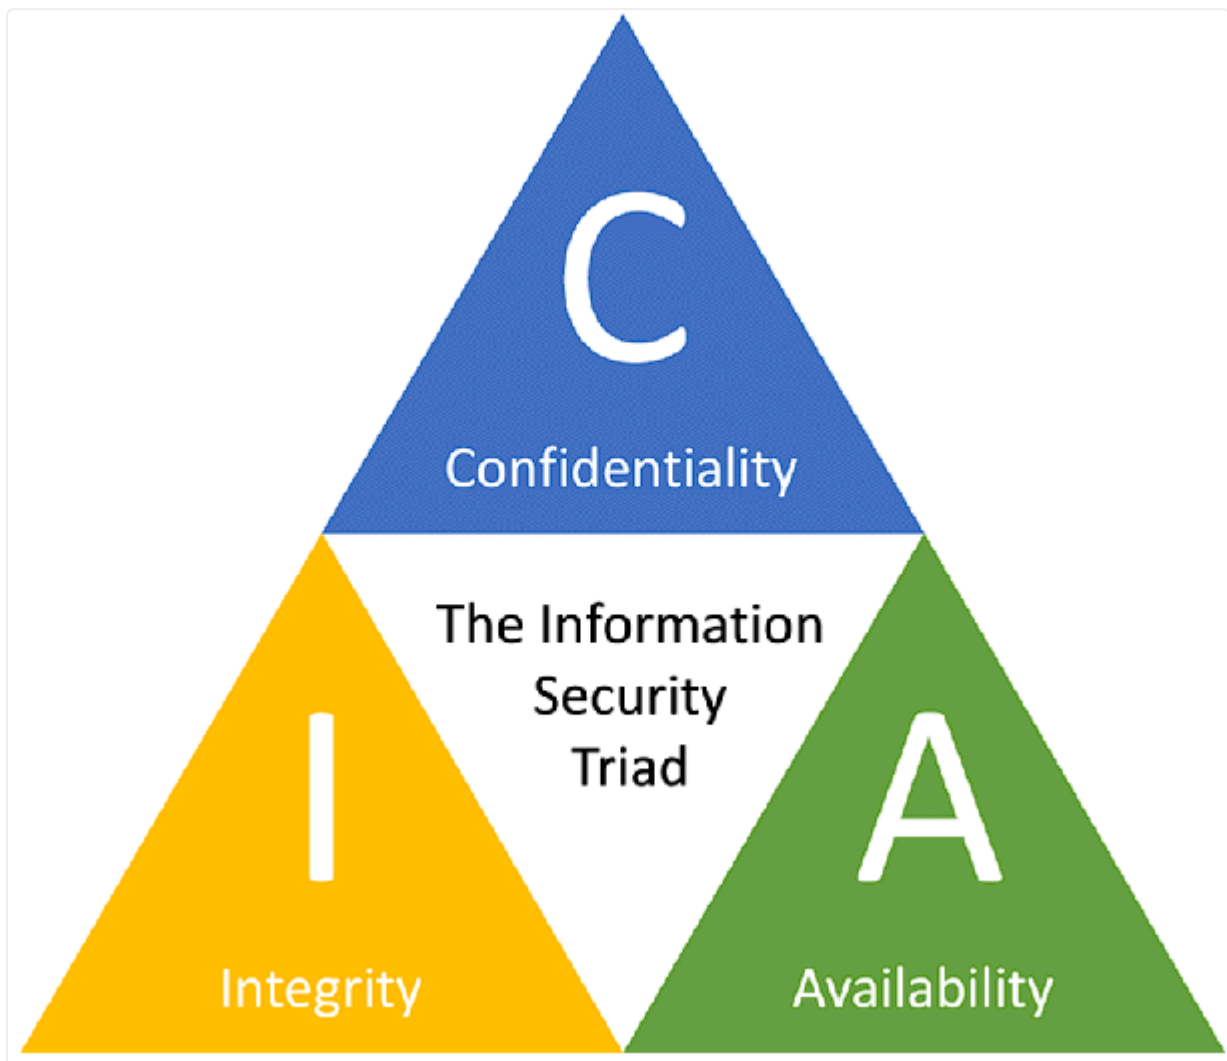 C
Confidentiality
The Information
Security
Triad
I
Integrity
A
Availability